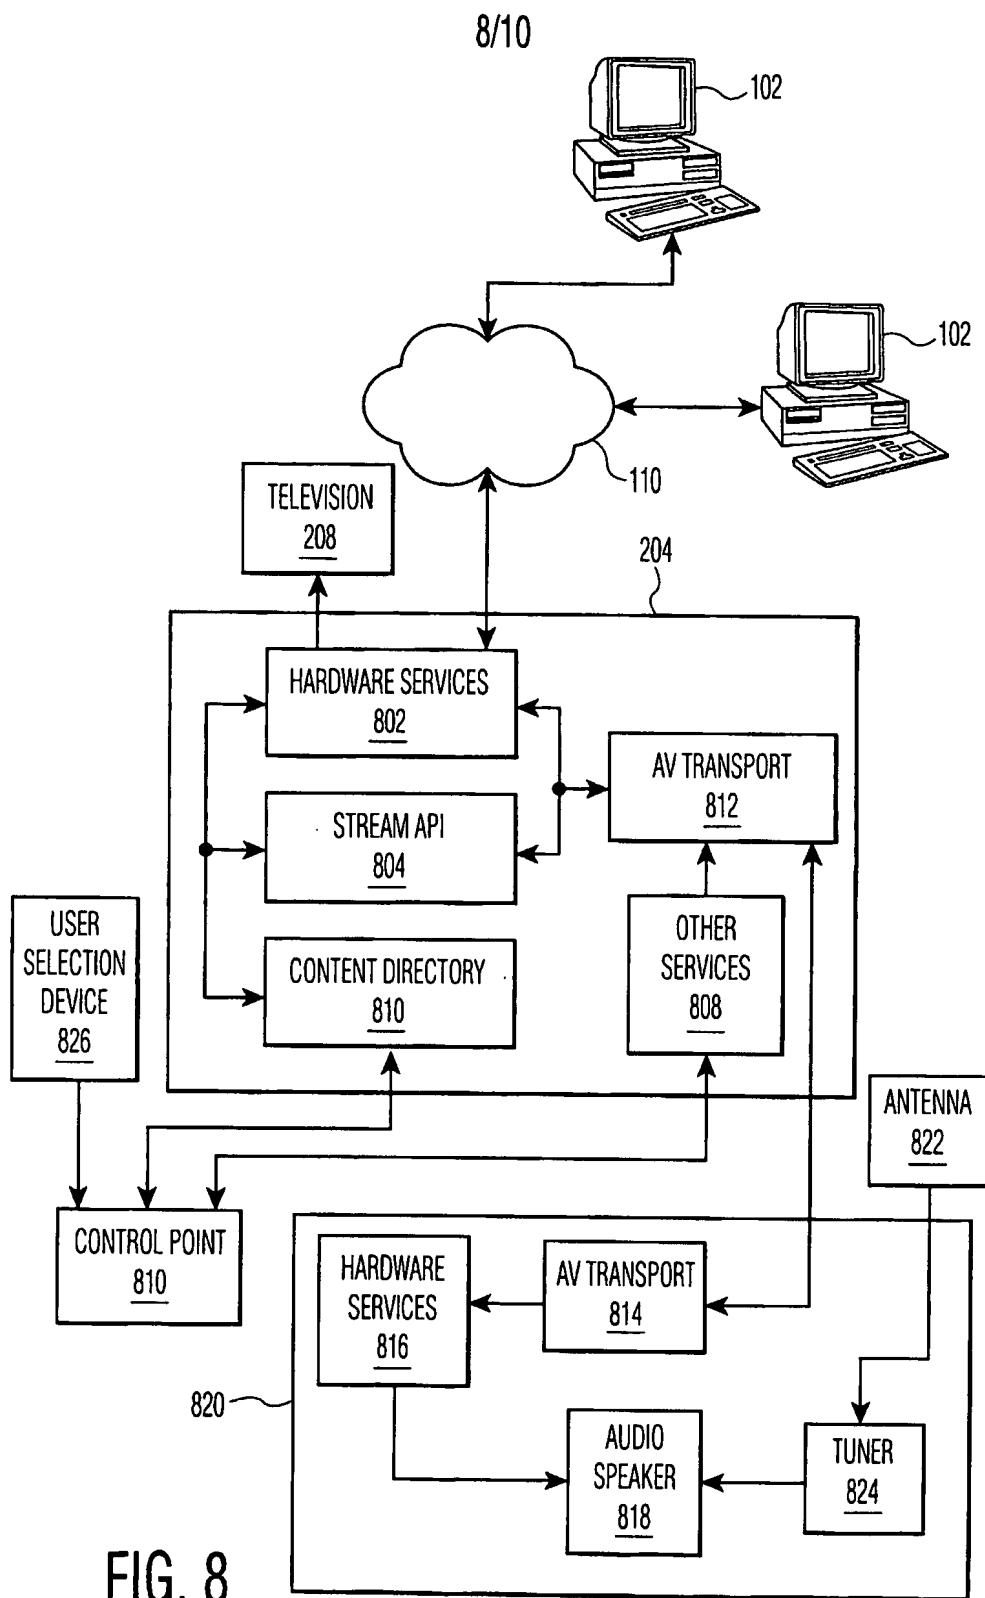 8/10
102
102
110
TELEVISION
208
204
HARDWARE SERVICES
802
AV TRANSPORT
812
STREAM API
804
USER
SELECTION
DEVICE
826
OTHER
SERVICES
808
CONTENT DIRECTORY
810
ANTENNA
822
CONTROL POINT
810
HARDWARE
SERVICES
816
AV TRANSPORT
814
820
AUDIO
SPEAKER
818
TUNER
824
FIG. 8